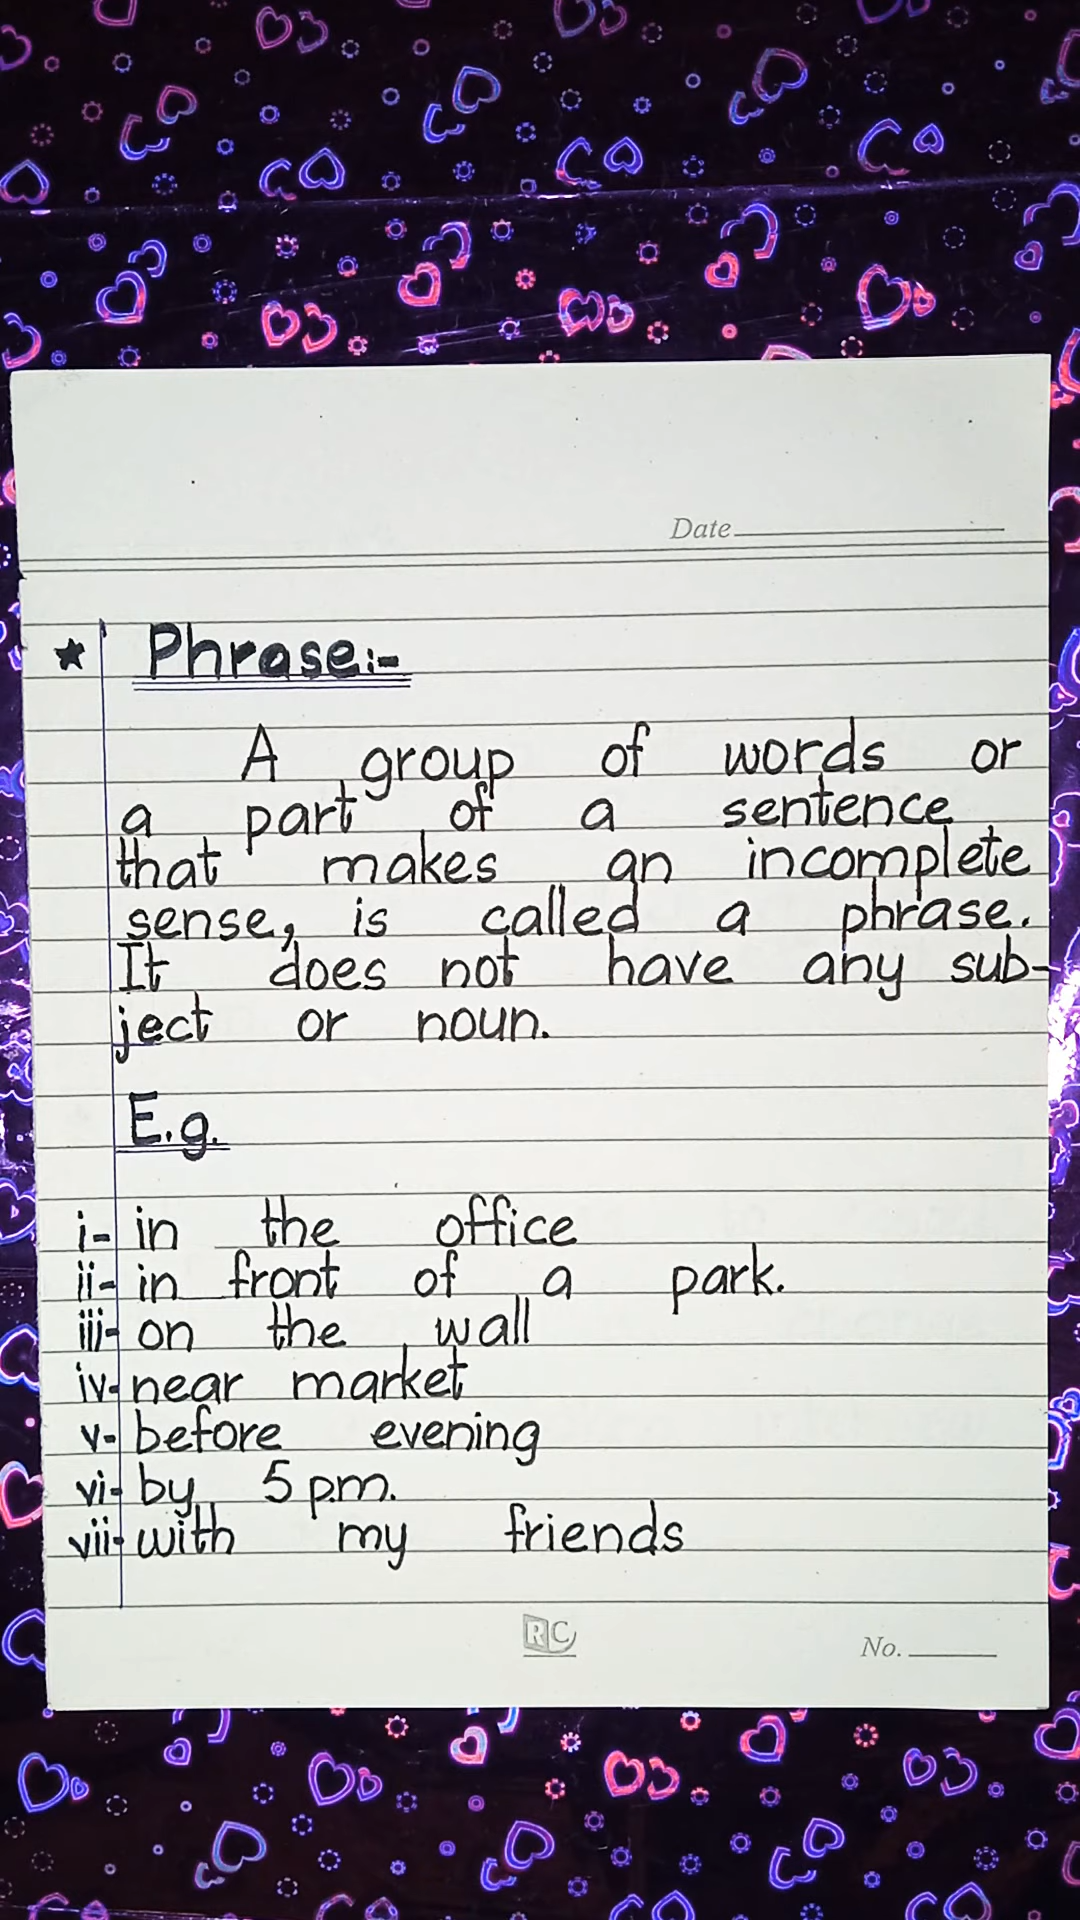 Date
★ Phrase:-
A group of words or
a part of a sentence
that makes an incomplete
sense, is called a phrase.
It does not have any sub-
ject or noun.
E.g.
i- in the office
ii- in front of a park.
iii- on the wall
iv- near market
v- before evening
vi- by 5 p.m.
vii- with my friends
RC
No.